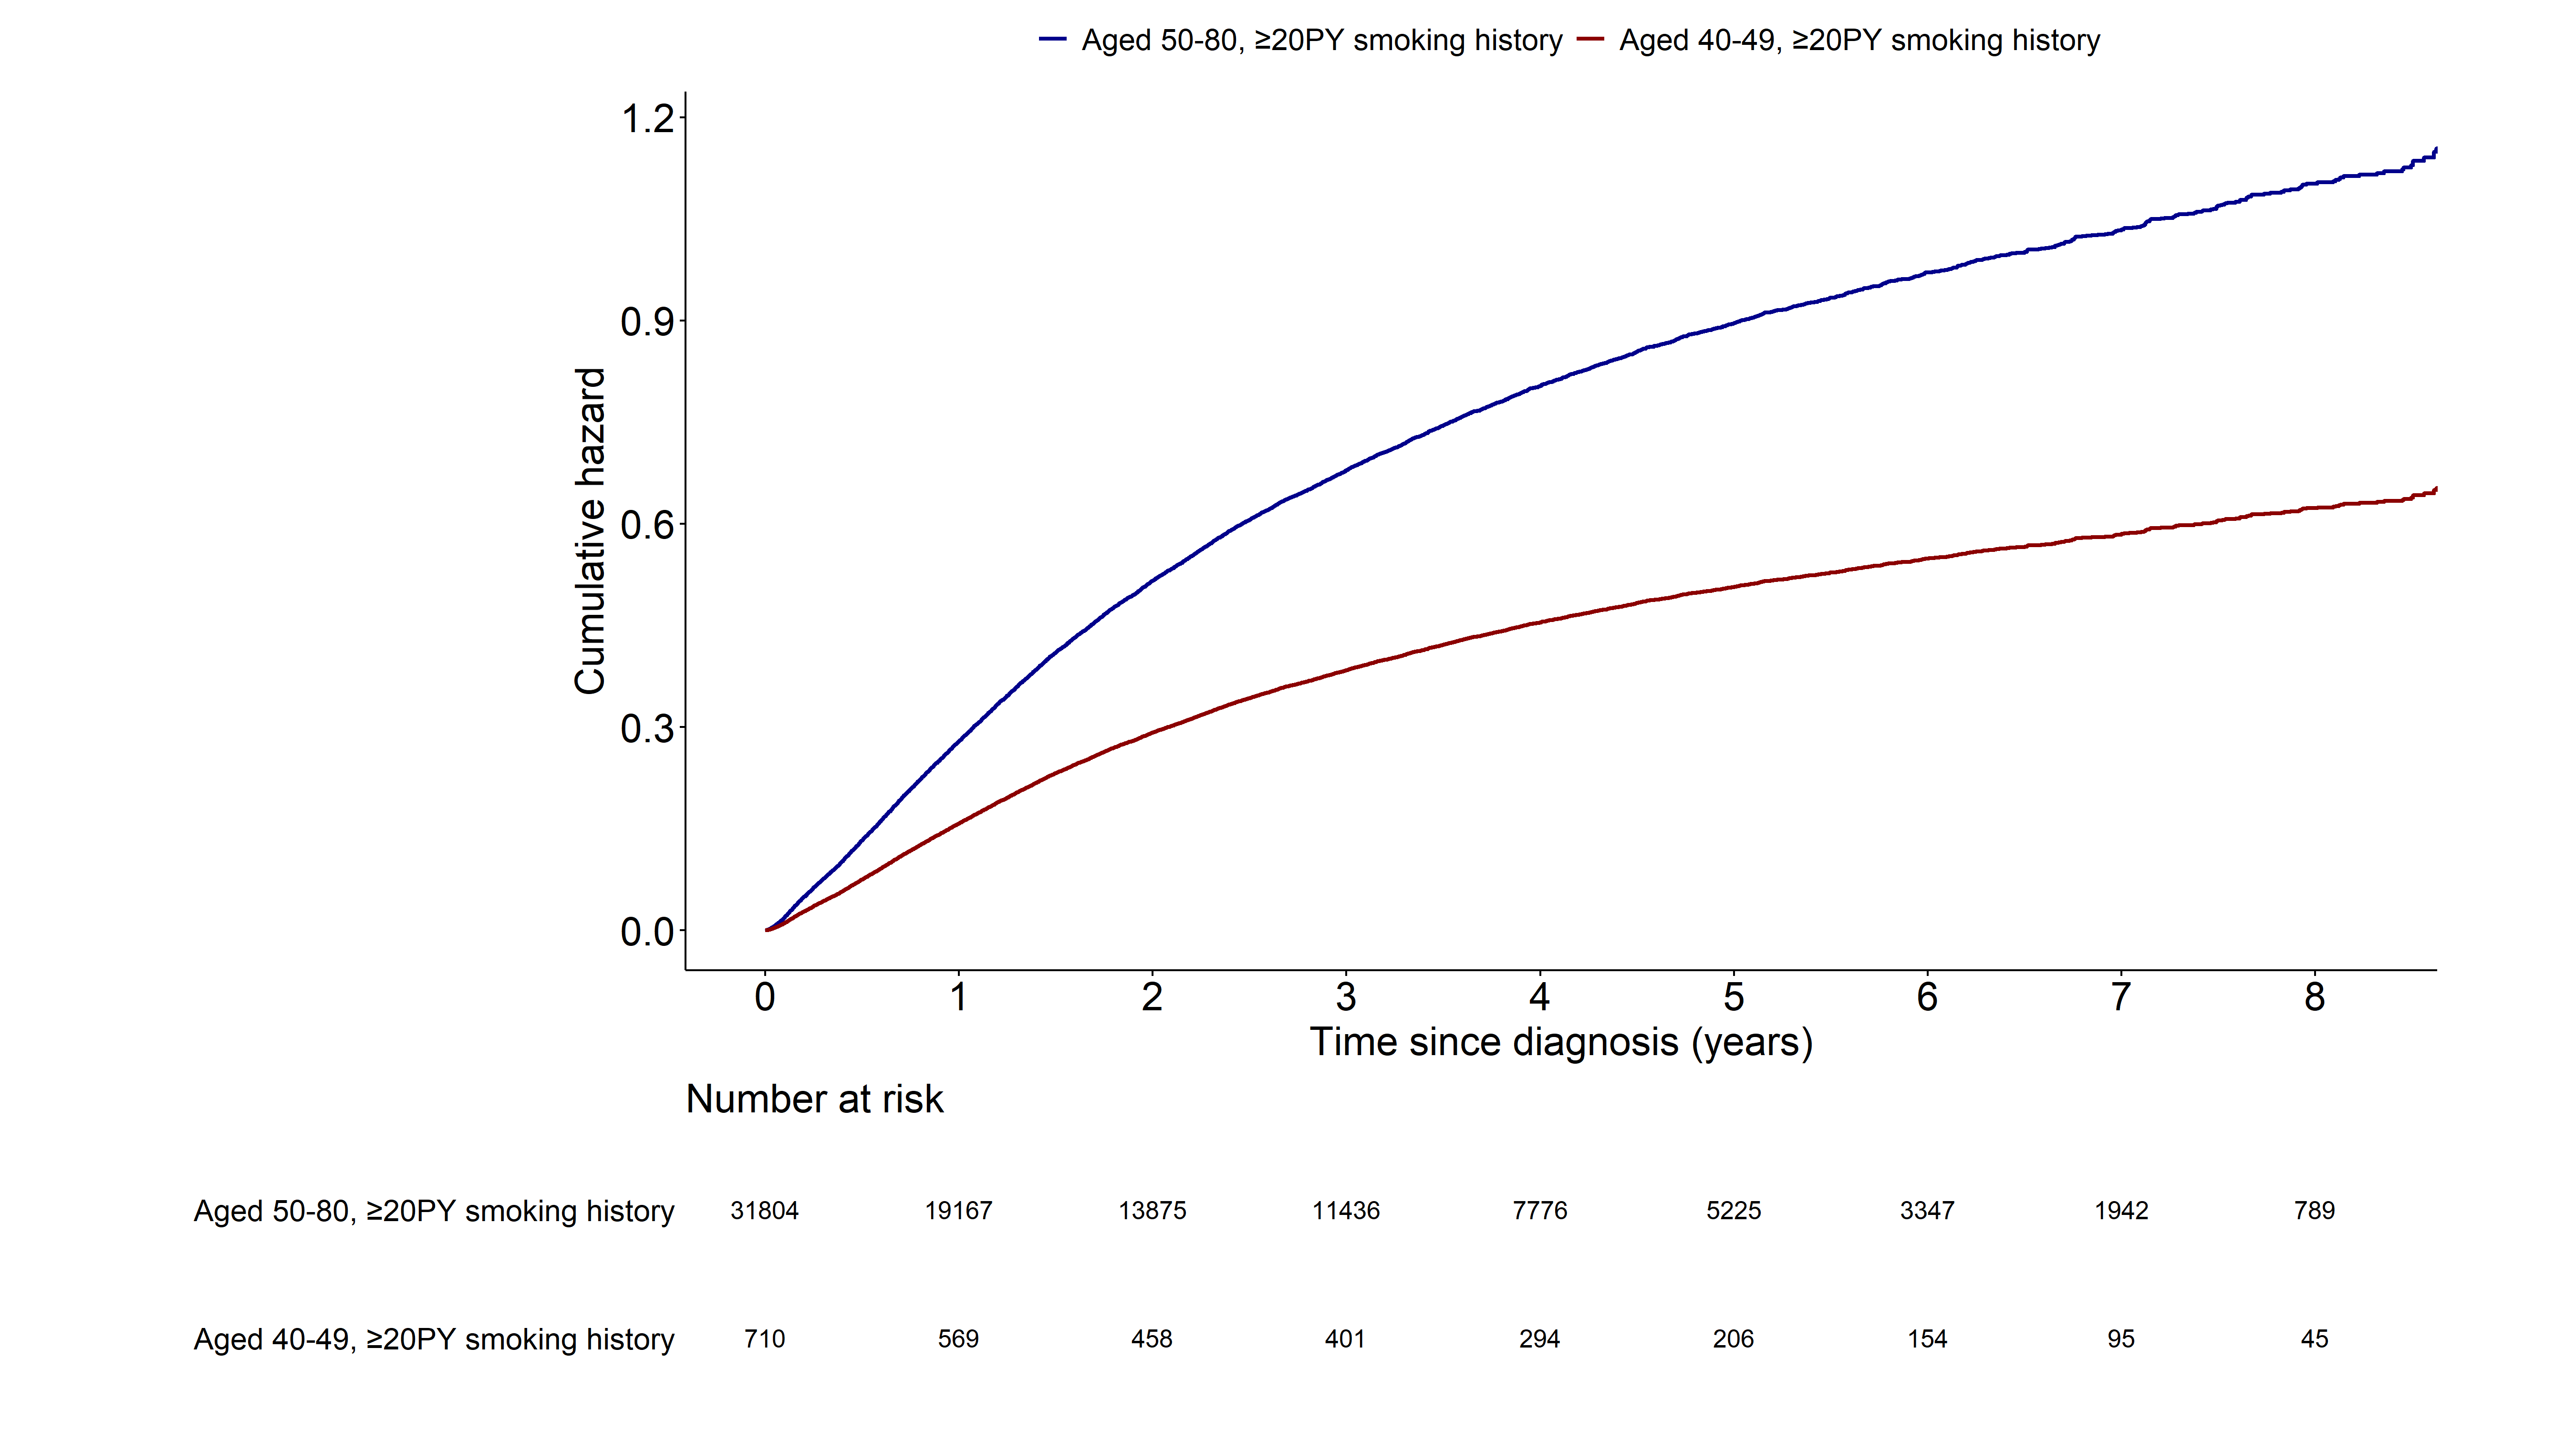 Aged 50-80, ≥20PY smoking history Aged 40-49, ≥20PY smoking history
1.2
0.9
0.6
0.3
0.0
Cumulative hazard
0 1 2 3 4 5 6 7 8
Time since diagnosis (years)
Number at risk
Aged 50-80, ≥20PY smoking history 31804 19167 13875 11436 7776 5225 3347 1942 789
Aged 40-49, ≥20PY smoking history 710 569 458 401 294 206 154 95 45